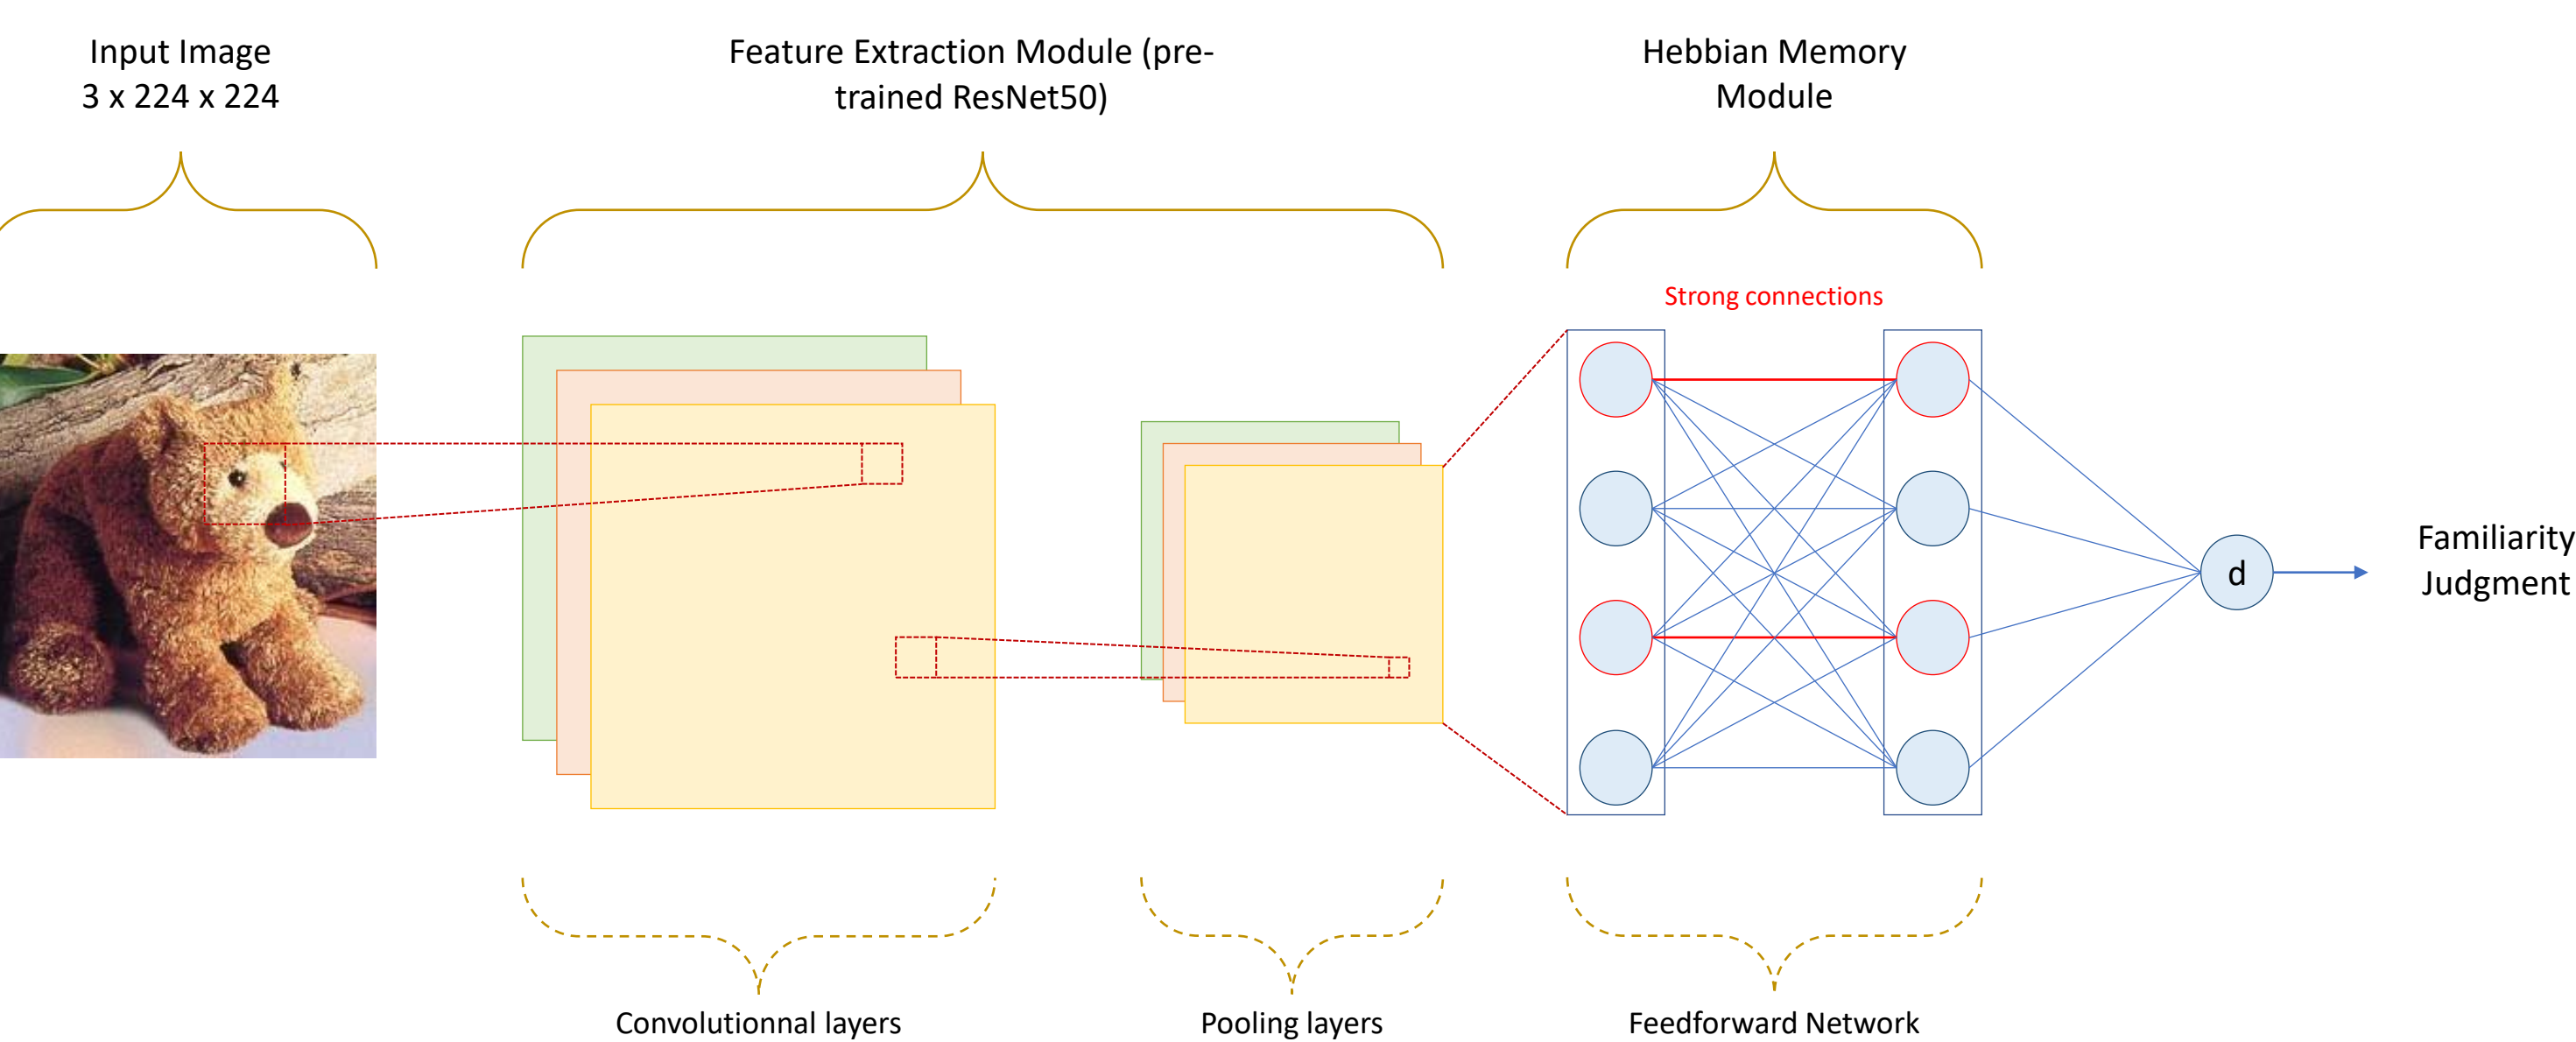 Input Image
3 x 224 x 224
Feature Extraction Module (pre-
trained ResNet50)
Hebbian Memory
Module
Strong connections
d
Familiarity
Judgment
Convolutionnal layers
Pooling layers
Feedforward Network